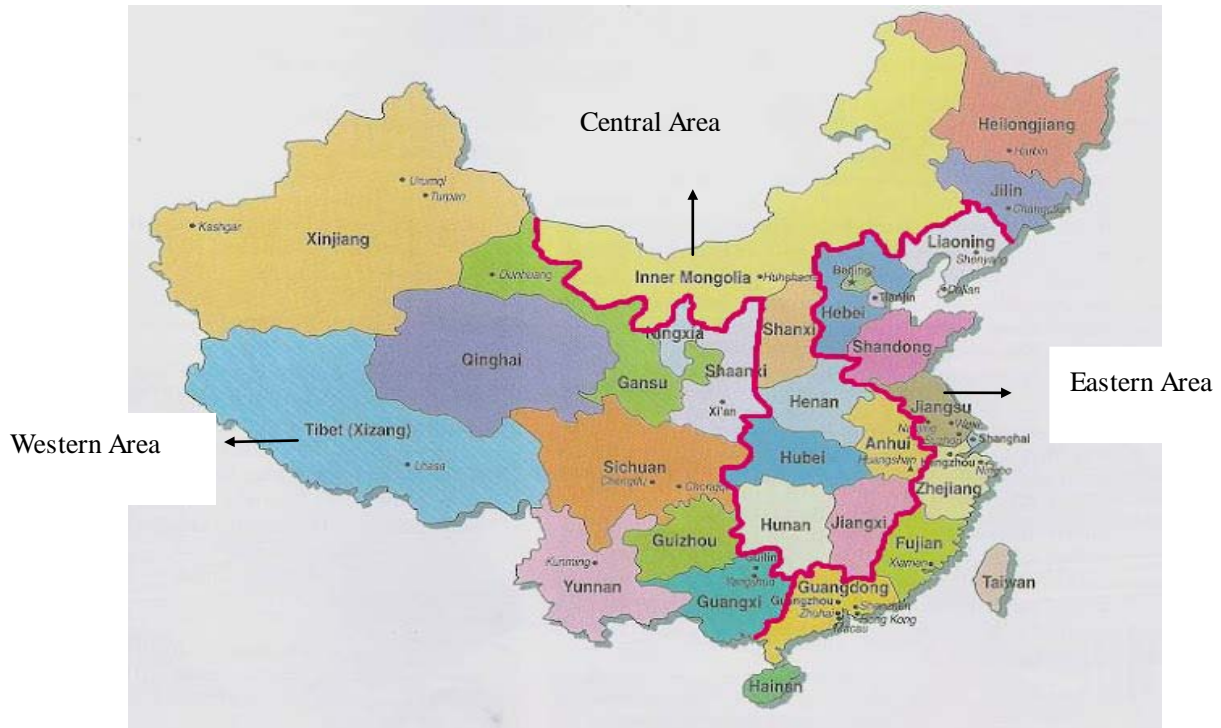 Central Area
Heilongjiang
Harbin
Jilin
Urumqi
Turpan
Kashgar
Xinjiang
Liaoning
Shenyang
Dunhuang
Inner Mongolia
Beijing
Dalian
Tianjin
Hebei
Ningxia
Shanxi
Shandong
Qinghai
Gansu
Shaanxi
Eastern Area
Xi'an
Henan
Jiangsu
Western Area
Tibet (Xizang)
Anhui
Shanghai
Lhasa
Sichuan
Chengdu
Hubei
Huangshan
Hangzhou
Ningbo
Zhejiang
Hunan
Jiangxi
Guizhou
Fujian
Xiamen
Kunming
Yunnan
Guilin
Yangshuo
Guangxi
Guangdong
Guangzhou
Shenzhen
Zhuhai
Hong Kong
Macau
Taiwan
Hainan